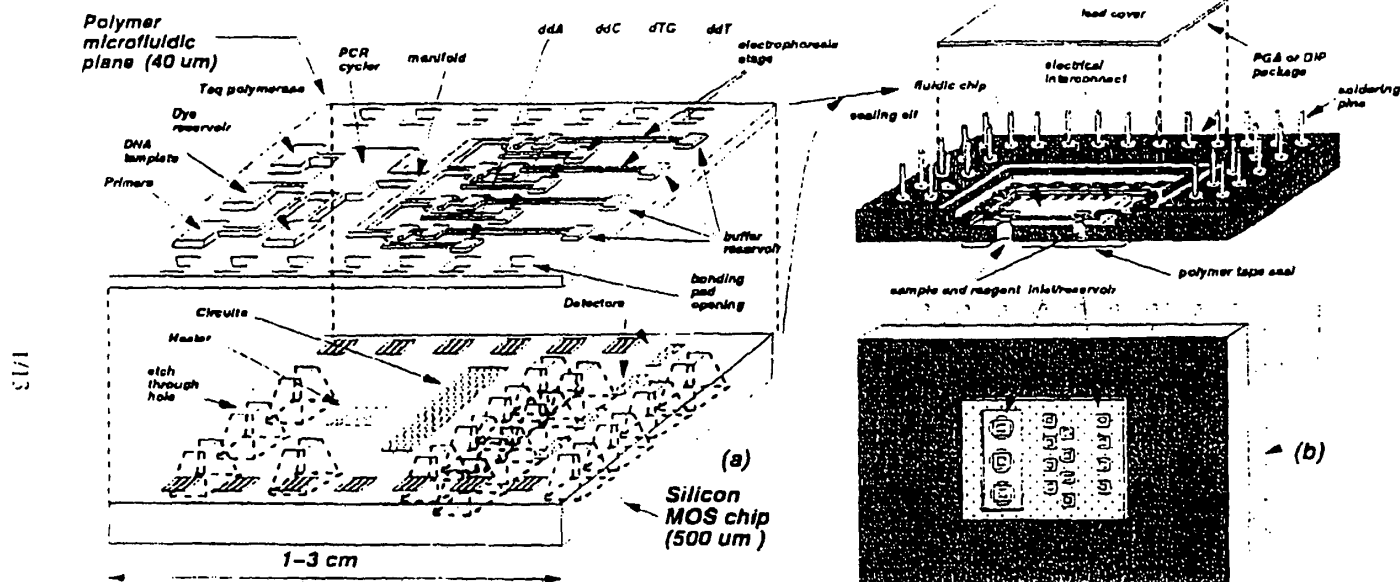 Polymer
microfluidic
plane (40 um)
PCR
cycler
manifold
ddA ddC dTG ddT
electrophoresis
stage
Taq polymerase
Dye
reservoir
DNA
template
Primers
buffer
reservoir
bonding
pad
opening
Detectors
Circuits
Heater
etch
through
hole
(a)
Silicon
MOS chip
(500 um )
1-3 cm
1/13
lead cover
PGA or DIP
package
electrical
interconnect
fluidic chip
soldering
pins
sealing oil
polymer tape seal
sample and reagent inlet/reservoir
(b)